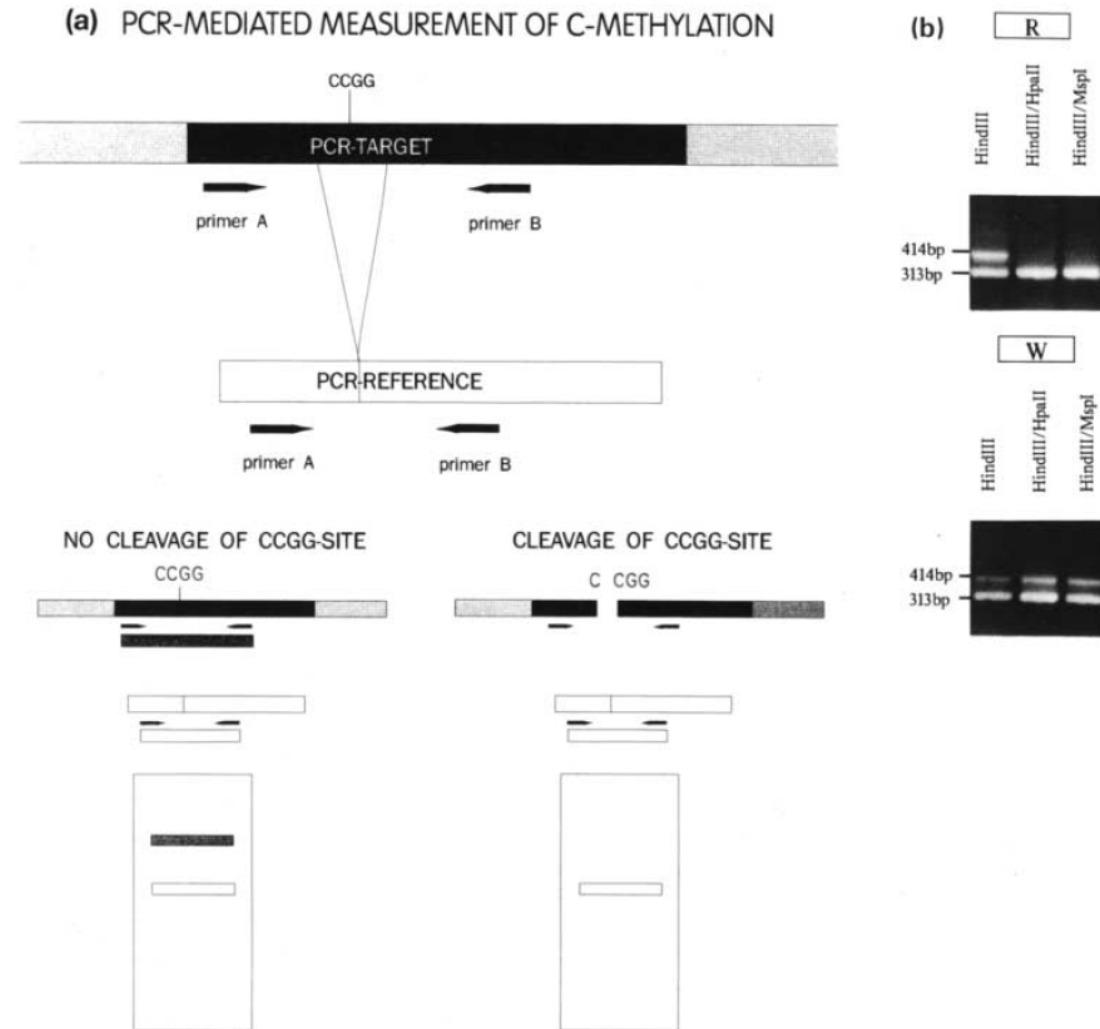 (a) PCR-MEDIATED MEASUREMENT OF C-METHYLATION
CCGG
PCR-TARGET
primer A
primer B
PCR-REFERENCE
primer A
primer B
NO CLEAVAGE OF CCGG-SITE
CCGG
CLEAVAGE OF CCGG-SITE
C CGG
(b)
R
HindIII
HindIII/HpaII
HindIII/MspI
414bp
313bp
W
HindIII
HindIII/HpaII
HindIII/MspI
414bp
313bp